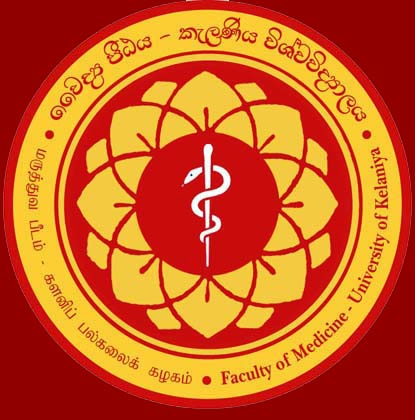 වෛද්‍ය පීඨය - කැලණිය විශ්වවිද්‍යාලය
மருத்துவ பீடம் - களனிப் பல்கலைக் கழகம்
Faculty of Medicine - University of Kelaniya